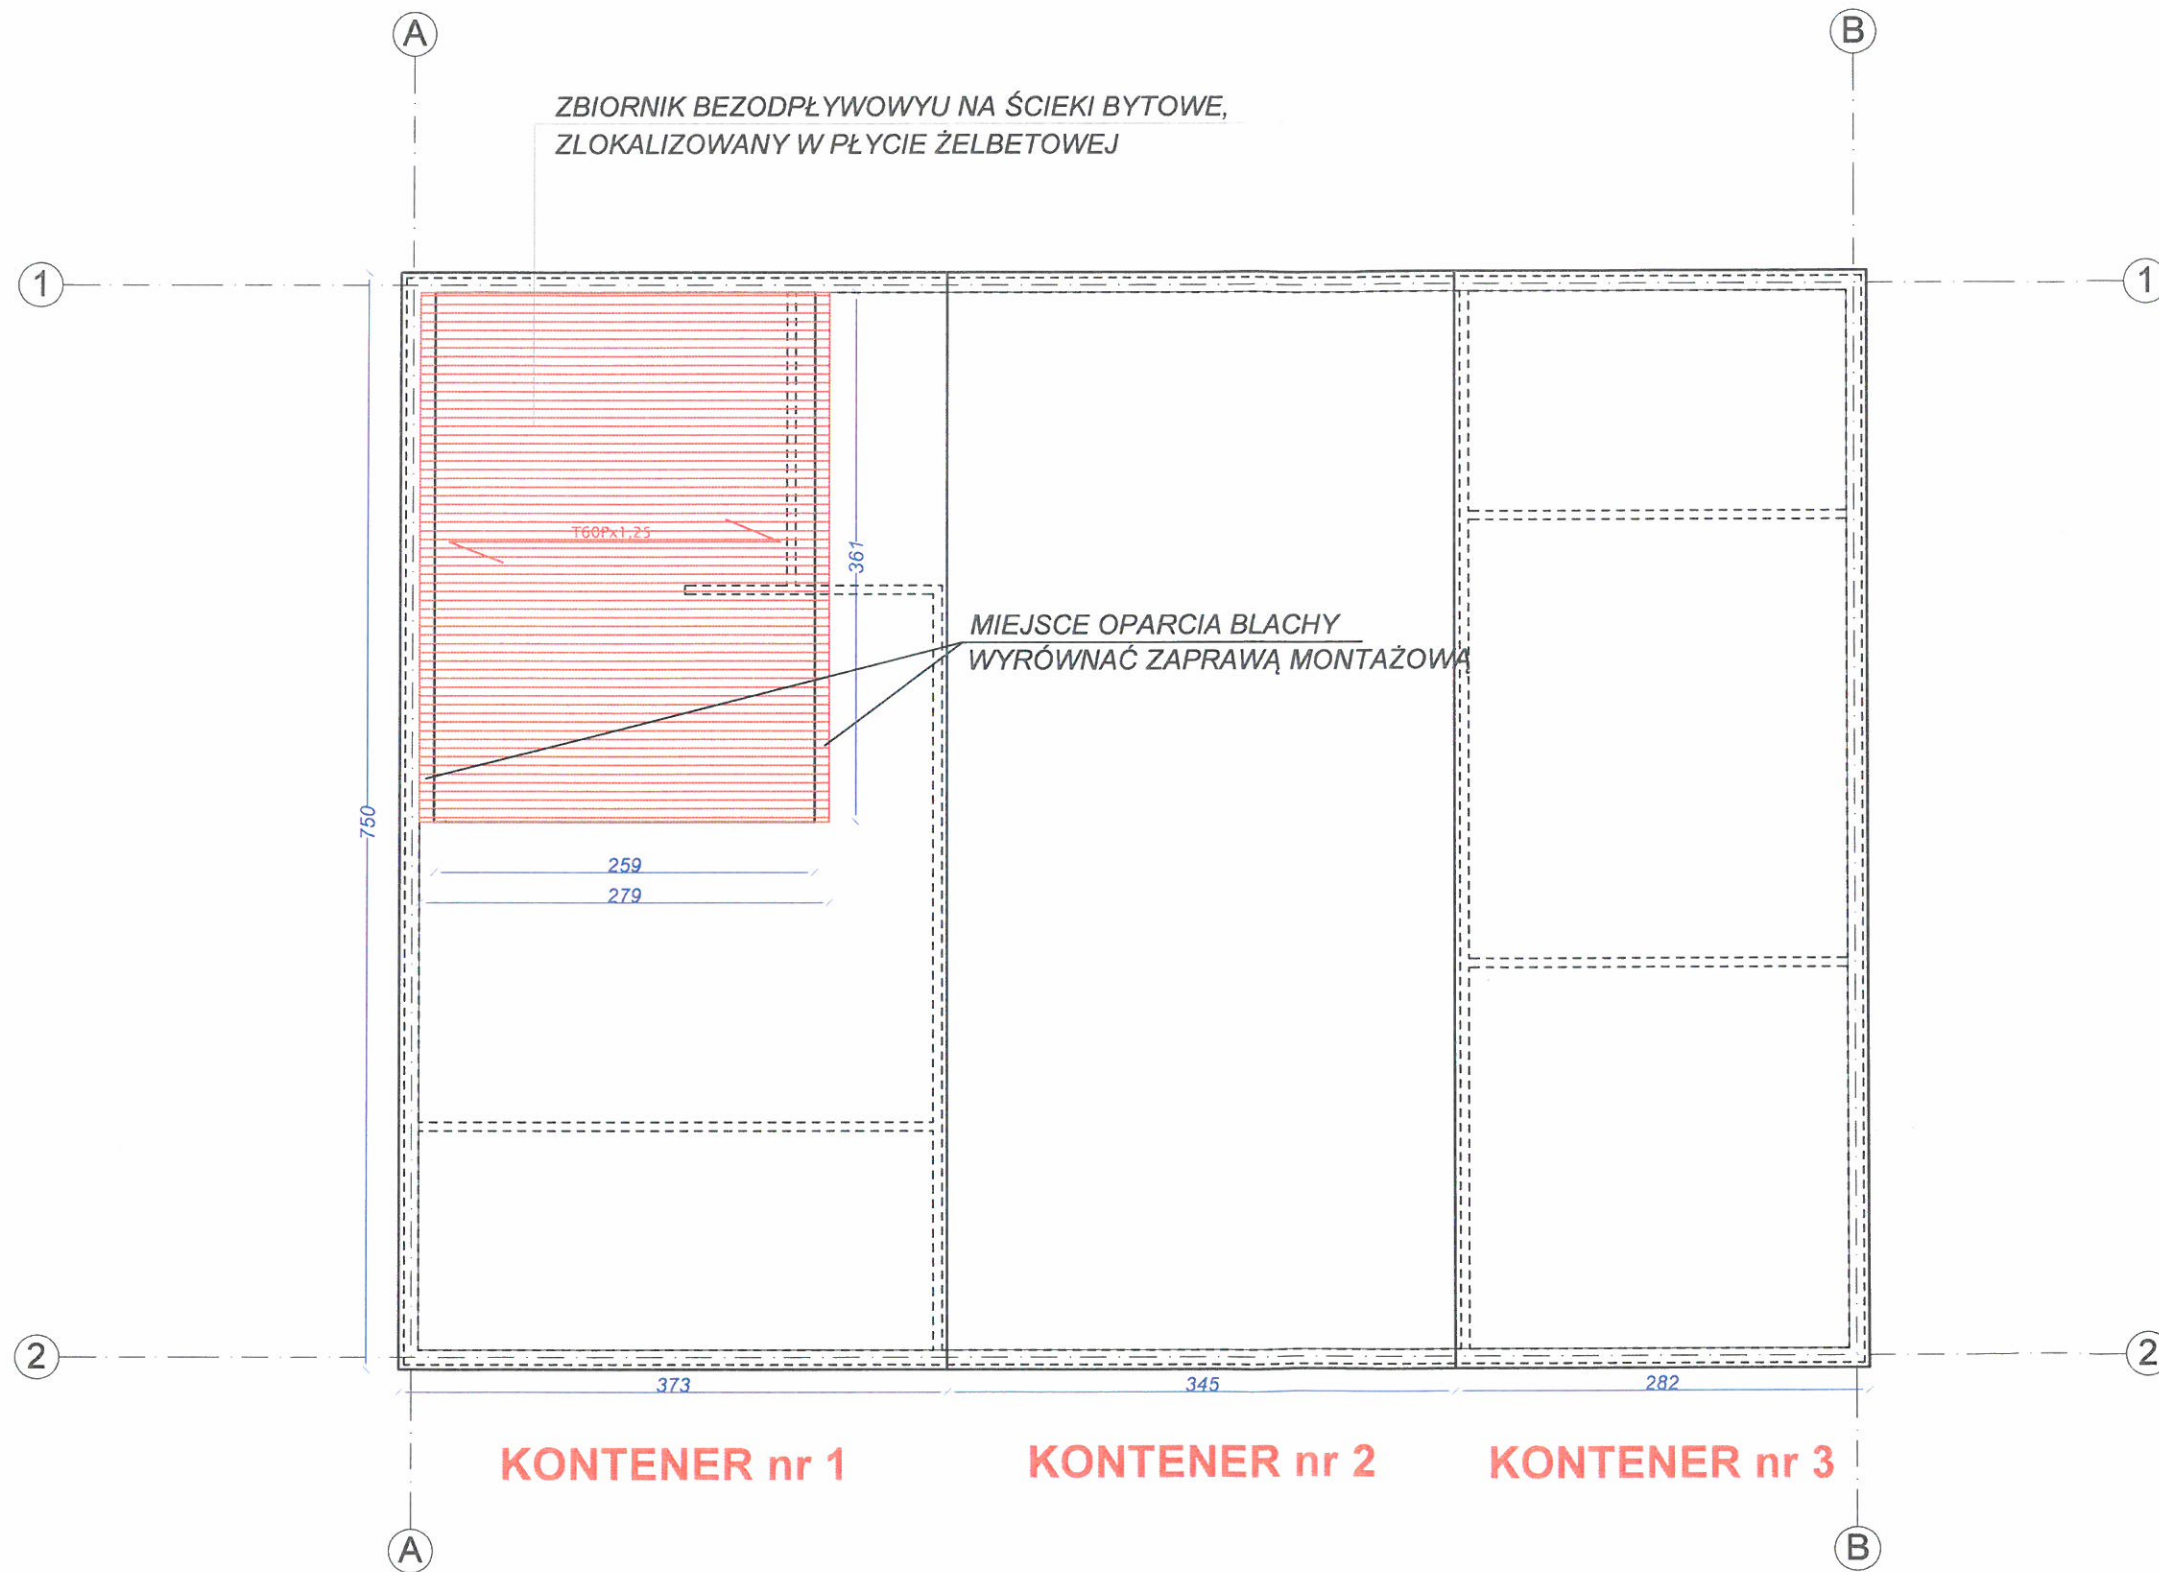 A
B
ZBIORNIK BEZODPŁYWOWYU NA ŚCIEKI BYTOWE,
ZLOKALIZOWANY W PŁYCIE ŻELBETOWEJ
1
1
T60Px1,25
361
MIEJSCE OPARCIA BLACHY
WYRÓWNAĆ ZAPRAWĄ MONTAŻOWĄ
750
259
279
2
2
373
345
282
KONTENER nr 1
KONTENER nr 2
KONTENER nr 3
A
B